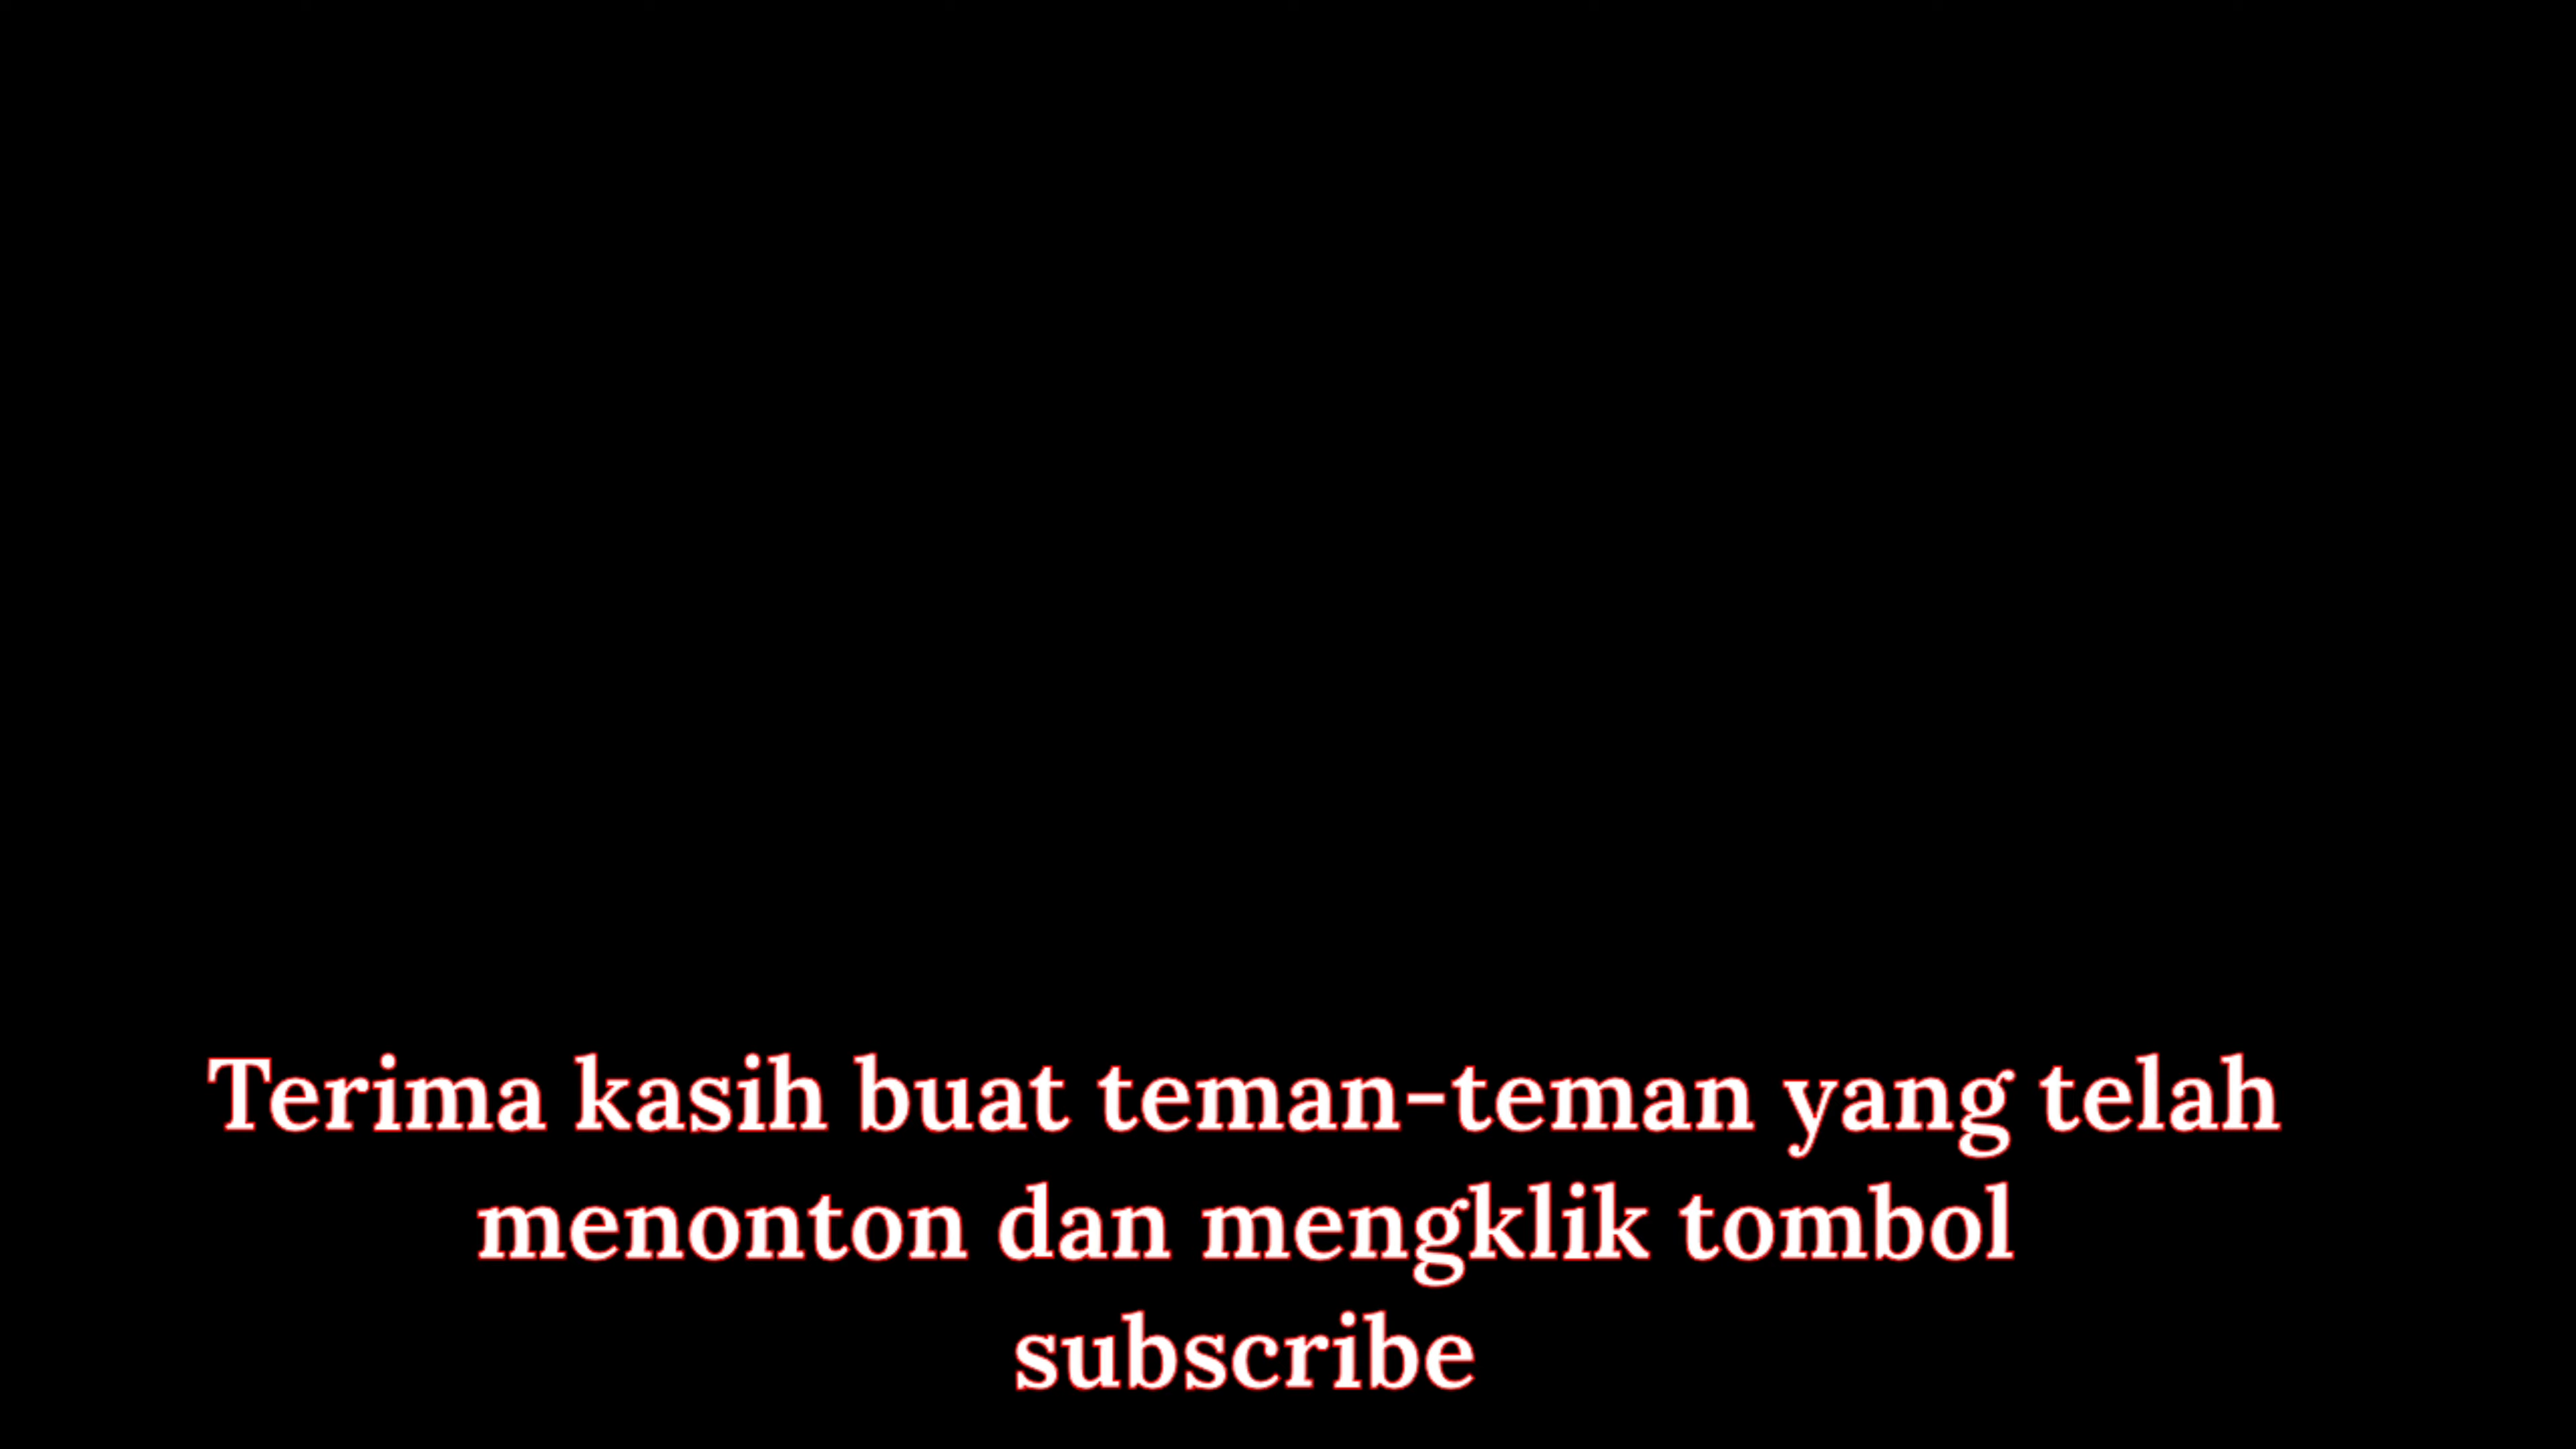 Terima kasih buat teman-teman yang telah
menonton dan mengklik tombol
subscribe